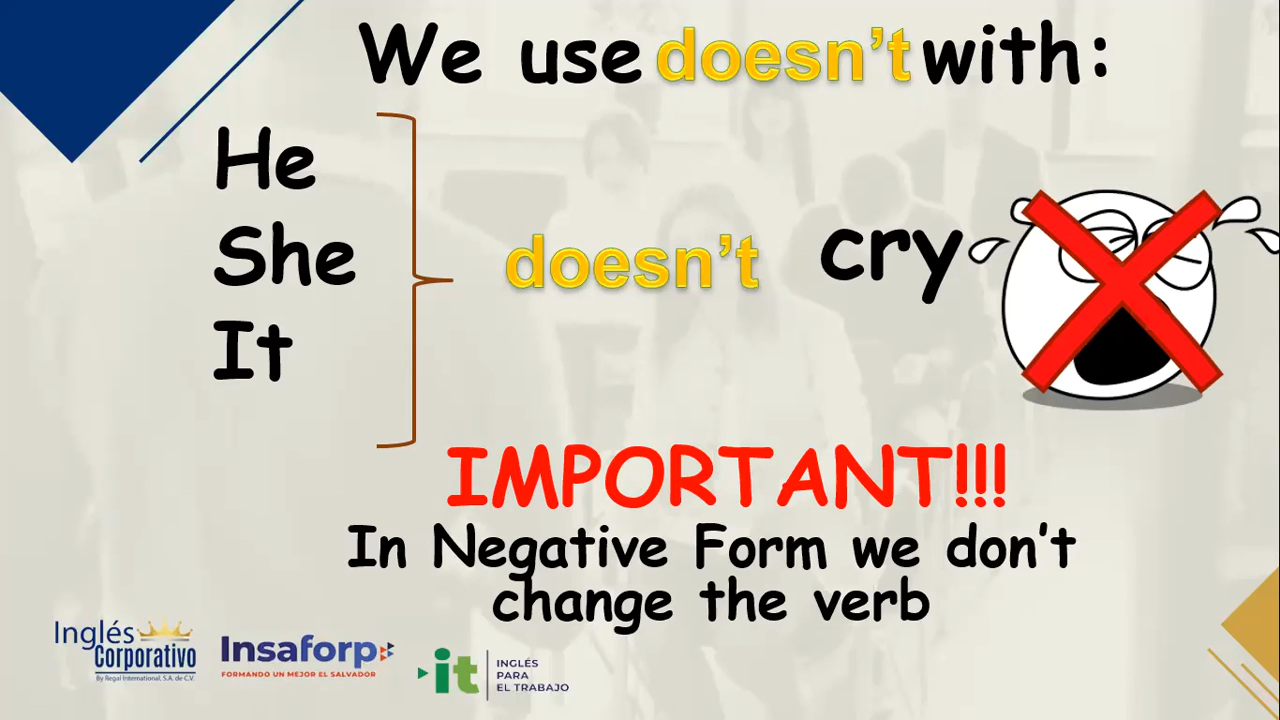 We use doesn't with:
He
She
It
doesn't cry
IMPORTANT!!!
In Negative Form we don't
change the verb
Inglés
Corporativo
By Regal International, S.A. de C.V.
Insaforp
FORMANDO UN MEJOR EL SALVADOR
it
INGLÉS
PARA
EL TRABAJO